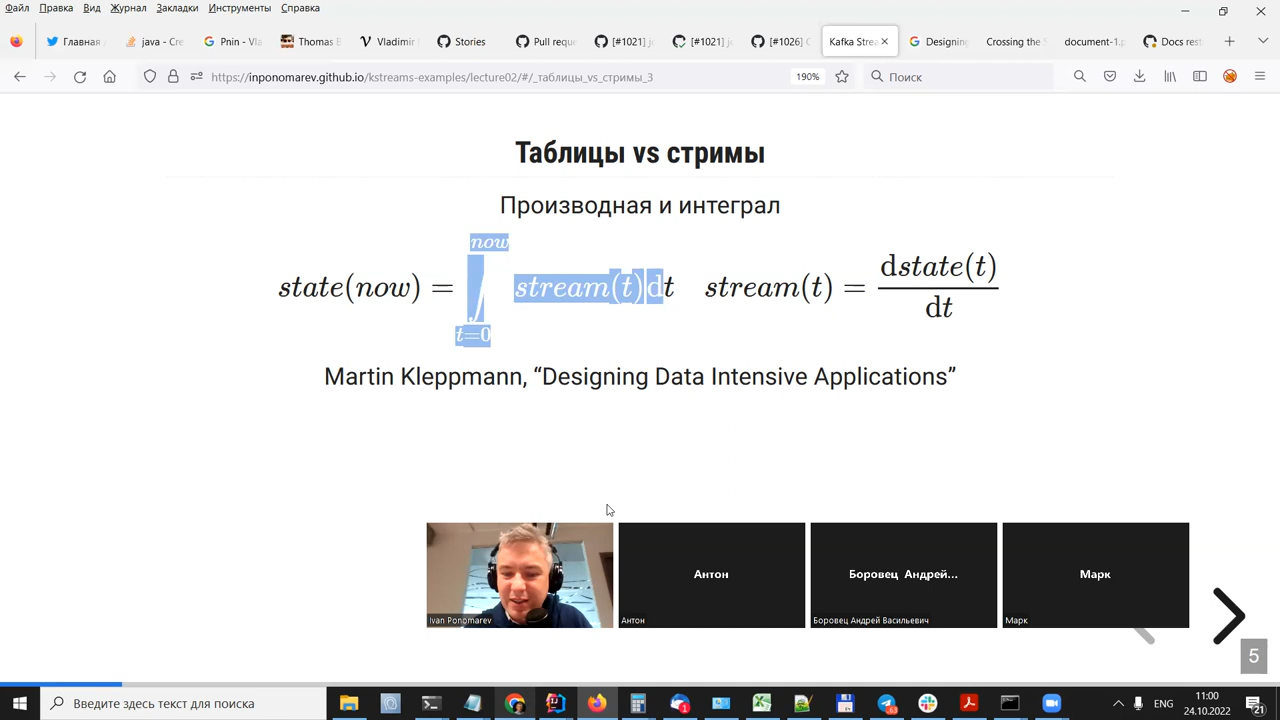 Файл Правка Вид Журнал Закладки Инструменты Справка
Главная
java - Cre
Pnin - Vla
Thomas B
Vladimir
Stories
Pull reque
[#1021] jo
[#1021] jo
[#1026] C
Kafka Strea
Designing
Crossing the S
document-1.p
Docs rest
https://inponomarev.github.io/kstreams-examples/lecture02/#/_таблицы_vs_стримы_3
190%
Поиск
Таблицы vs стримы
Производная и интеграл
state(now) = ∫_{t=0}^{now} stream(t) dt stream(t) = dstate(t)/dt
Martin Kleppmann, “Designing Data Intensive Applications”
Ivan Ponomarev
Антон
Антон
Боровец Андрей...
Боровец Андрей Васильевич
Марк
Марк
5
Введите здесь текст для поиска
ENG
11:00
24.10.2022
21